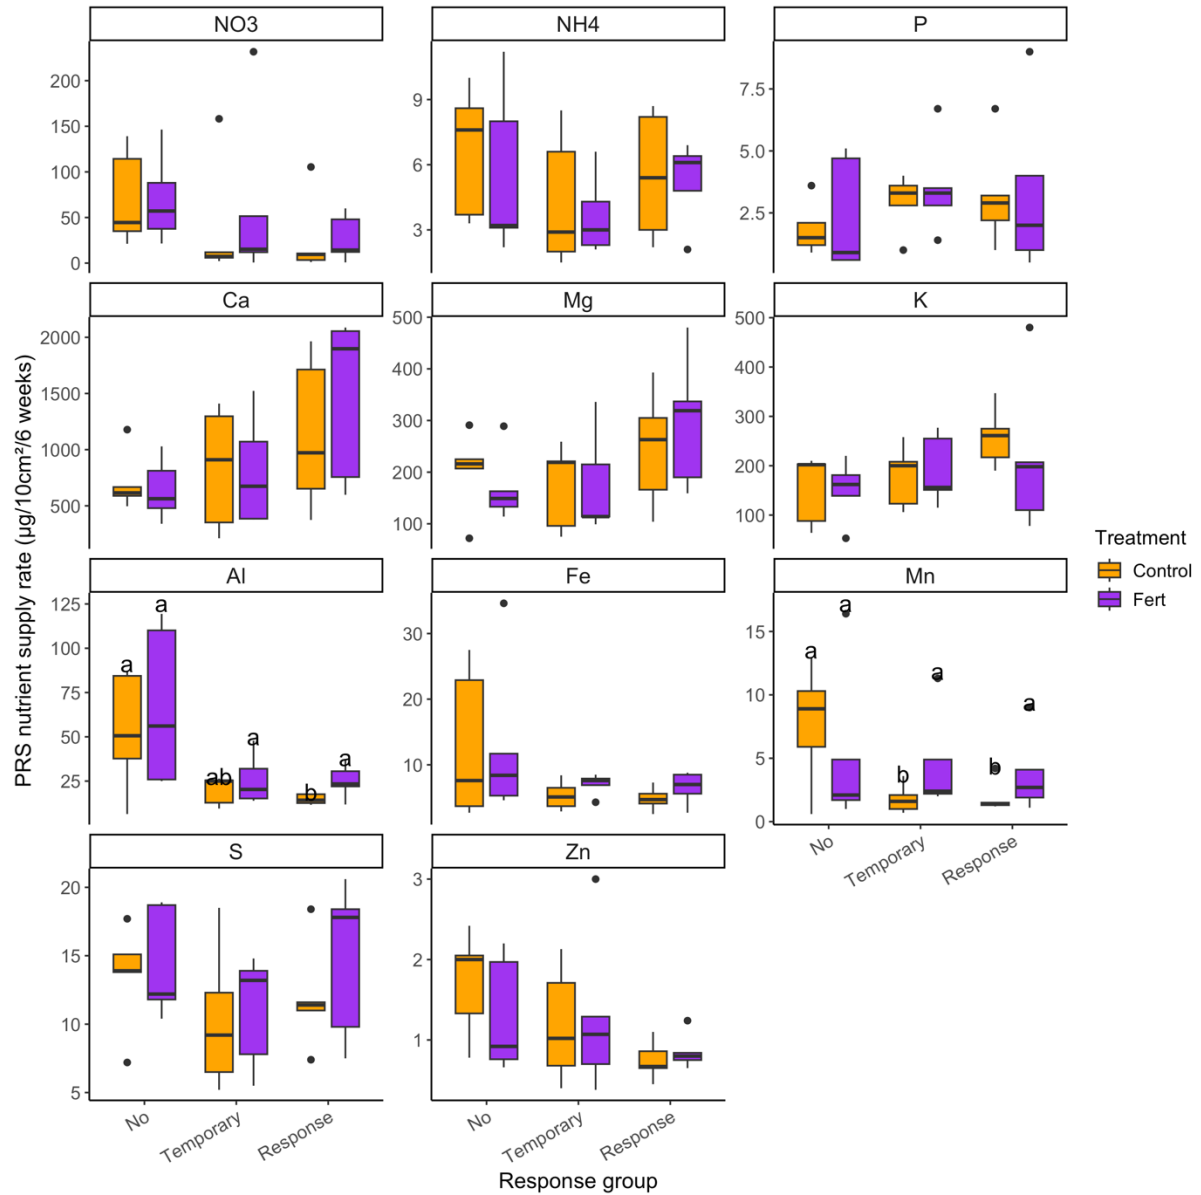 NO3
NH4
P
200
150
100
50
0
9
6
3
7.5
5.0
2.5
Ca
Mg
K
2000
1500
1000
500
500
400
300
200
100
500
400
300
200
100
Al
Fe
Mn
125
100
75
50
25
a
a
ab
a
b
a
30
20
10
15
10
5
0
a
a
b
a
b
a
No
Temporary
Response
S
Zn
20
15
10
5
3
2
1
No
Temporary
Response
No
Temporary
Response
PRS nutrient supply rate (µg/10cm²/6 weeks)
Response group
Treatment
Control
Fert